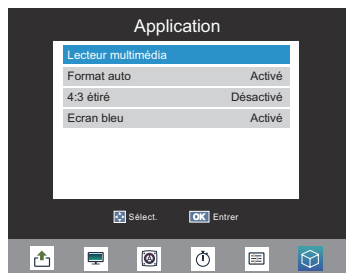 Application
Lecteur multimédia
Format auto Activé
4:3 étiré Désactivé
Ecran bleu Activé
Sélect. OK Entrer